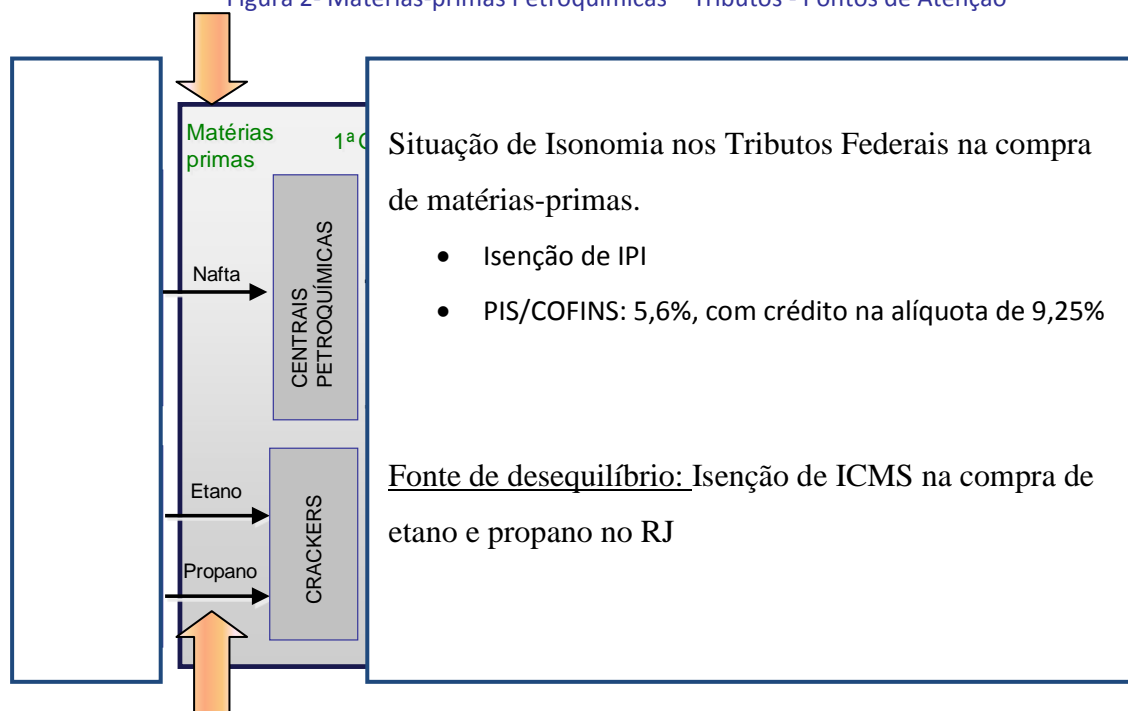 Figura 2- Matérias-primas Petroquímicas – Tributos - Pontos de Atenção
Matérias
primas
1ª
Nafta
CENTRAIS
PETROQUÍMICAS
Etano
Propano
CRACKERS
Situação de Isonomia nos Tributos Federais na compra
de matérias-primas.
• Isenção de IPI
• PIS/COFINS: 5,6%, com crédito na alíquota de 9,25%
Fonte de desequilíbrio: Isenção de ICMS na compra de
etano e propano no RJ